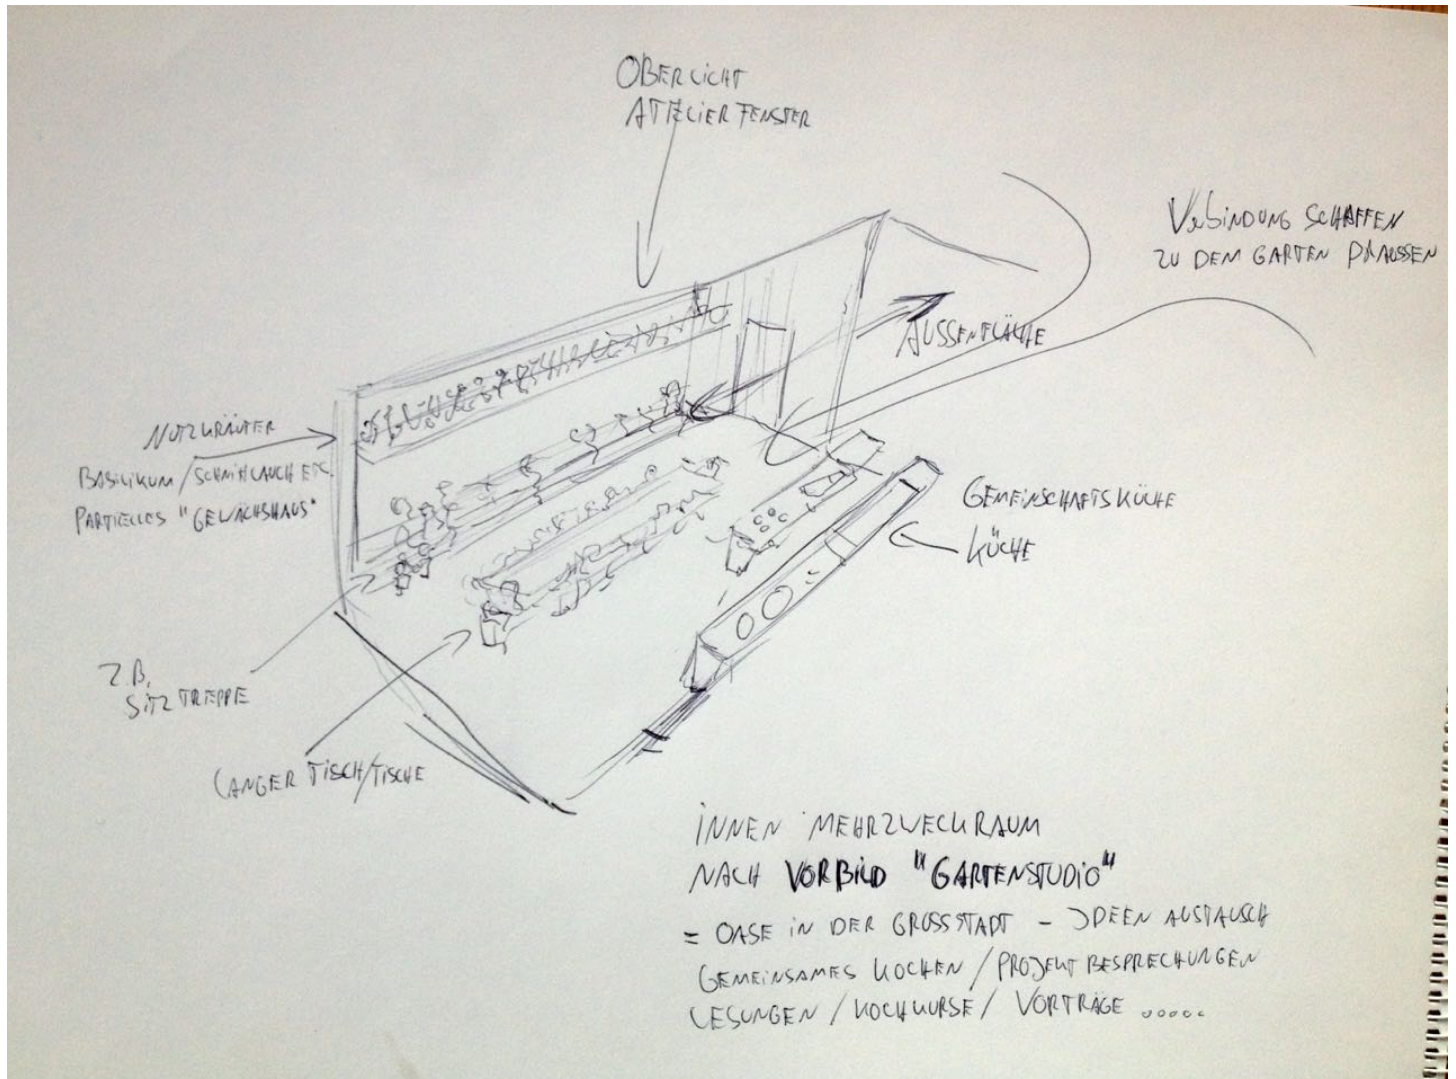 OBERLICHT
ATTELIER FENSTER
VERBINDUNG SCHAFFEN
ZU DEM GARTEN DRAUSSEN
AUSSENFLÄCHE
NUTZKRÄUTER
BASILIKUM / SCHNITTLAUCH ETC.
PARTIELLES "GEWÄCHSHAUS"
GEMEINSCHAFTSKÜCHE
KÜCHE
Z.B.
SITZTREPPE
LANGER TISCH/TISCHE
INNEN MEHRZWECKRAUM
NACH VORBILD "GARTENSTUDIO"
= OASE IN DER GROSSSTADT - IDEEN AUSTAUSCH
GEMEINSAMES KOCHEN / PROJEKT BESPRECHUNGEN
LESUNGEN / KOCHKURSE / VORTRÄGE .....